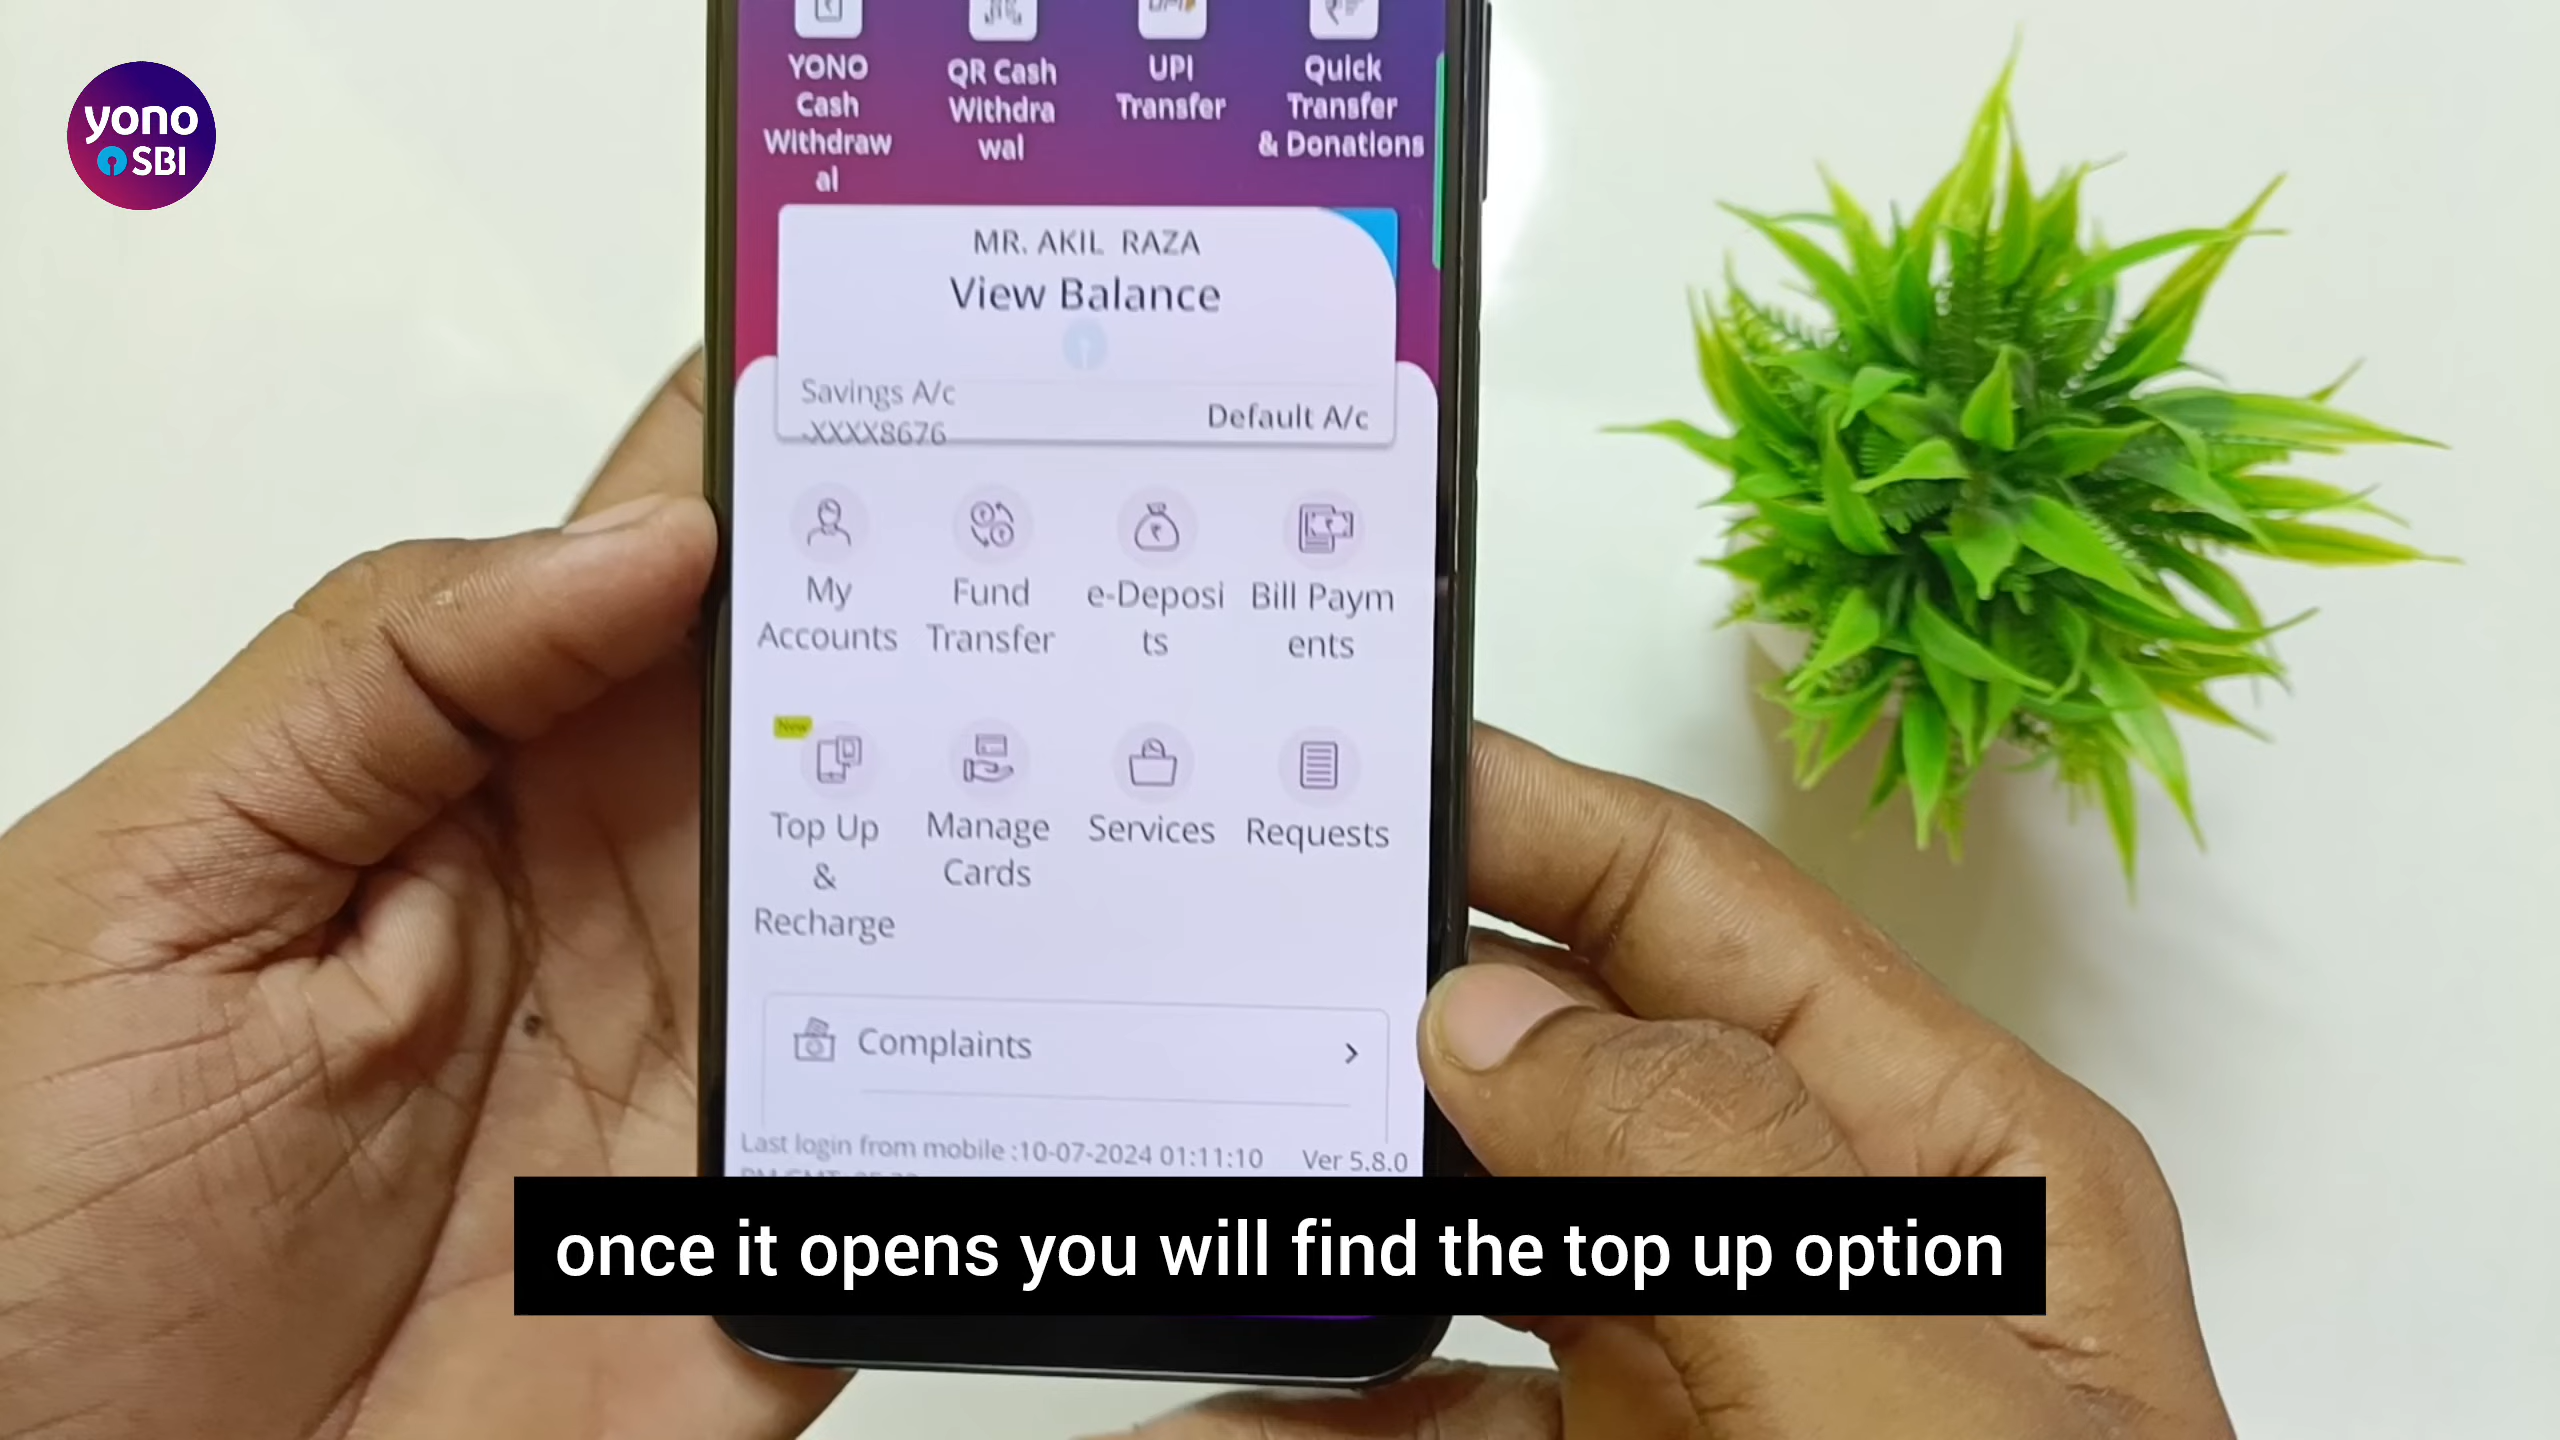 yono
SBI
YONO
Cash
Withdraw
al
QR Cash
Withdra
wal
UPI
Transfer
Quick
Transfer
& Donations
MR. AKIL RAZA
View Balance
Savings A/c
-XXXX8676
Default A/c
My
Accounts
Fund
Transfer
e-Deposi
ts
Bill Paym
ents
New
Top Up
&
Recharge
Manage
Cards
Services
Requests
Complaints
Last login from mobile :10-07-2024 01:11:10
Ver 5.8.0
once it opens you will find the top up option